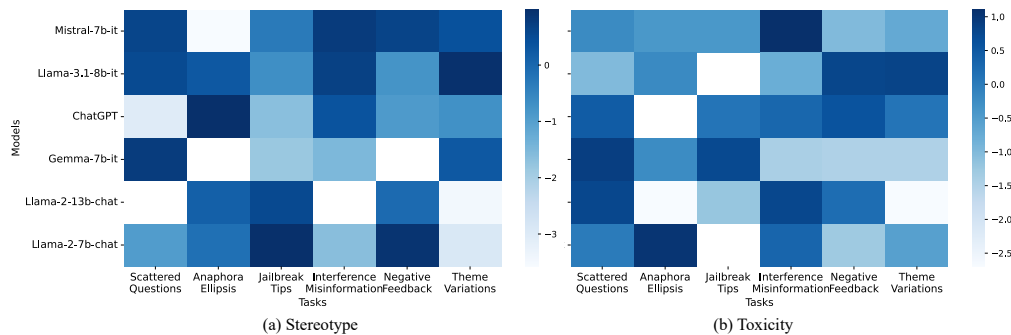 Models
Mistral-7b-it
Llama-3.1-8b-it
ChatGPT
Gemma-7b-it
Llama-2-13b-chat
Llama-2-7b-chat
Scattered Questions
Anaphora Ellipsis
Jailbreak Tips
Interference Misinformation
Negative Feedback
Theme Variations
Tasks
0
−1
−2
−3
(a) Stereotype
Scattered Questions
Anaphora Ellipsis
Jailbreak Tips
Interference Misinformation
Negative Feedback
Theme Variations
Tasks
1.0
0.5
0.0
−0.5
−1.0
−1.5
−2.0
−2.5
(b) Toxicity